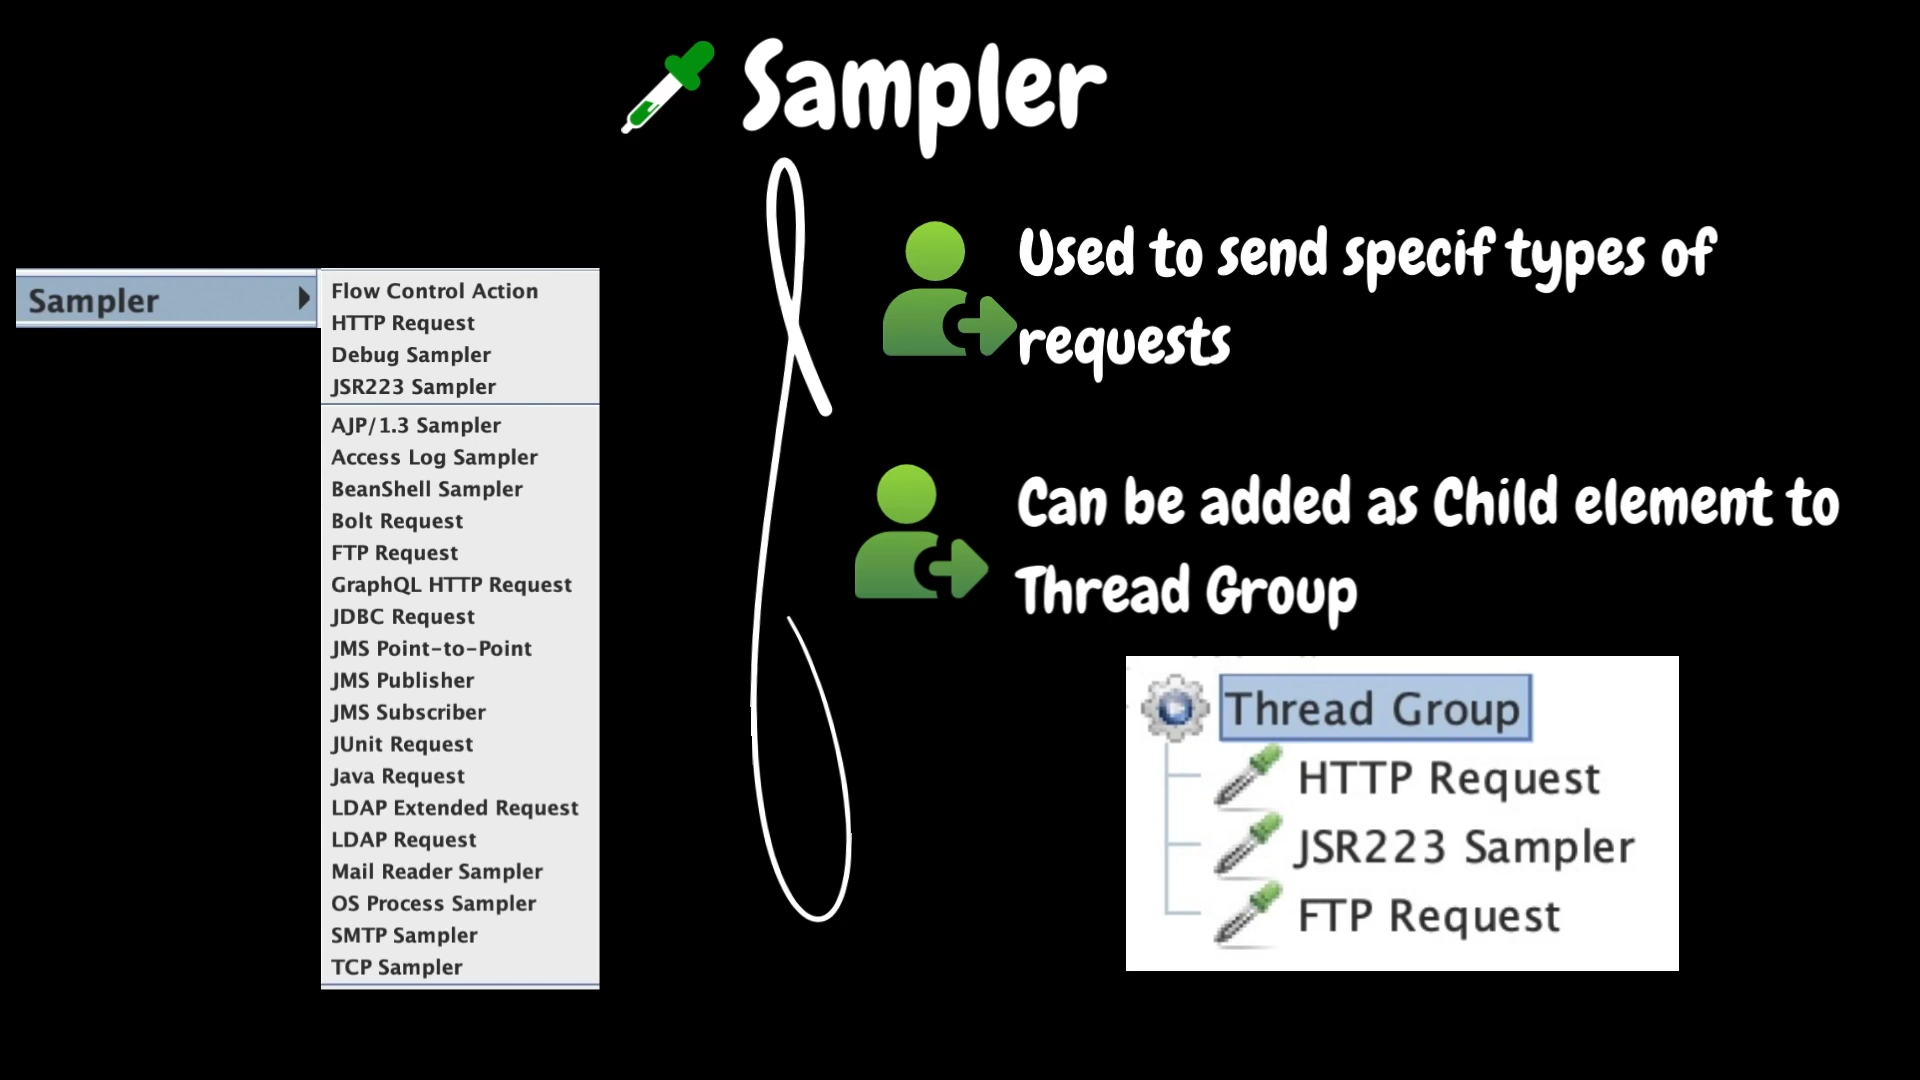 Sampler
Sampler
Flow Control Action
HTTP Request
Debug Sampler
JSR223 Sampler
AJP/1.3 Sampler
Access Log Sampler
BeanShell Sampler
Bolt Request
FTP Request
GraphQL HTTP Request
JDBC Request
JMS Point-to-Point
JMS Publisher
JMS Subscriber
JUnit Request
Java Request
LDAP Extended Request
LDAP Request
Mail Reader Sampler
OS Process Sampler
SMTP Sampler
TCP Sampler
Used to send specif types of
requests
Can be added as Child element to
Thread Group
Thread Group
HTTP Request
JSR223 Sampler
FTP Request